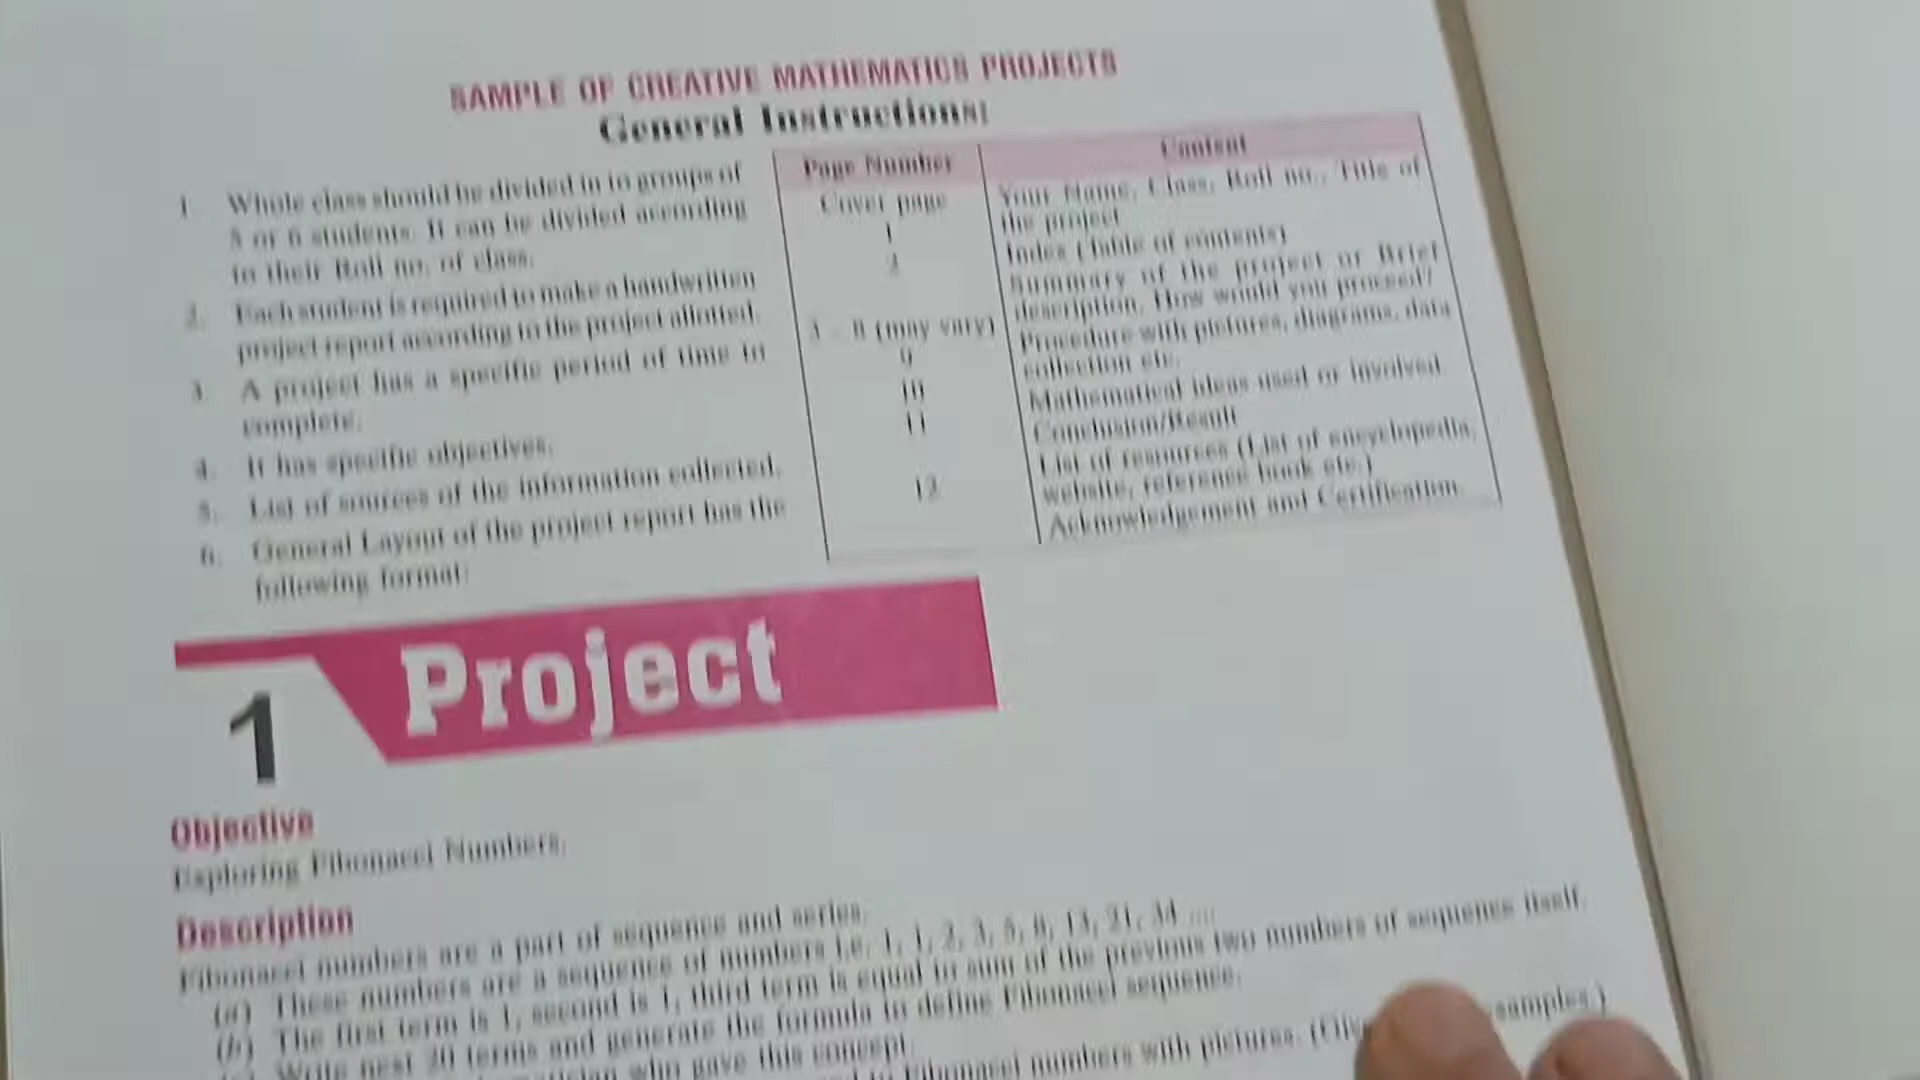 SAMPLE OF CREATIVE MATHEMATICS PROJECTS
General Instructions:
1. Whole class should be divided in to groups of
5 or 6 students. It can be divided according
to their Roll no. of class.
2. Each student is required to make a handwritten
project report according to the project allotted.
3. A project has a specific period of time to
complete.
4. It has specific objectives.
5. List of sources of the information collected.
6. General Layout of the project report has the
following format:
Page Number Content
Cover page Your Name, Class, Roll no., Title of
the project
1 Index (Table of contents)
2 Summary of the project or Brief
description. How would you proceed?
3 – 8 (may vary) Procedure with pictures, diagrams, data
collection etc.
9 Mathematical ideas used or involved
10 Conclusion/Result
11 List of resources (List of encyclopedia,
website, reference book etc.)
12 Acknowledgement and Certification
1 Project
Objective
Exploring Fibonacci Numbers.
Description
Fibonacci numbers are a part of sequence and series.
(a) These numbers are a sequence of numbers i.e. 1, 1, 2, 3, 5, 8, 13, 21, 34 ....
(b) The first term is 1, second is 1, third term is equal to sum of the previous two numbers of sequence itself.
Write next 20 terms and generate the formula to define Fibonacci sequence.
who gave this concept.
to Fibonacci numbers with pictures. (Give samples.)